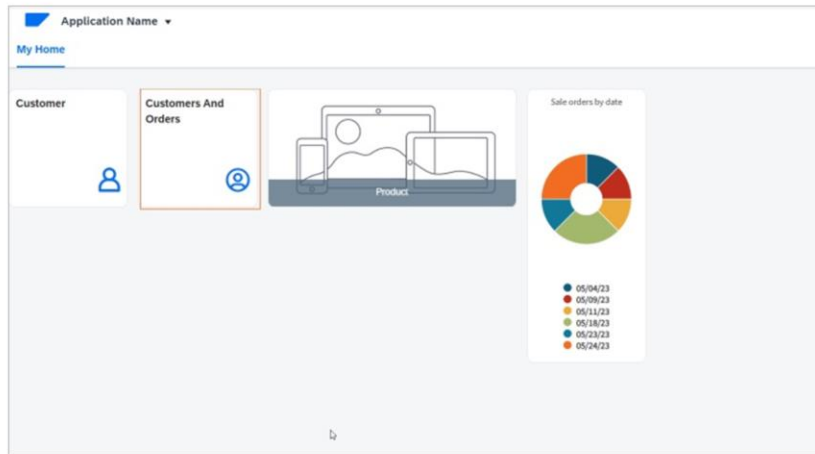 Application Name
My Home
Customer
Customers And
Orders
Product
Sale orders by date
05/04/23
05/09/23
05/11/23
05/18/23
05/23/23
05/24/23